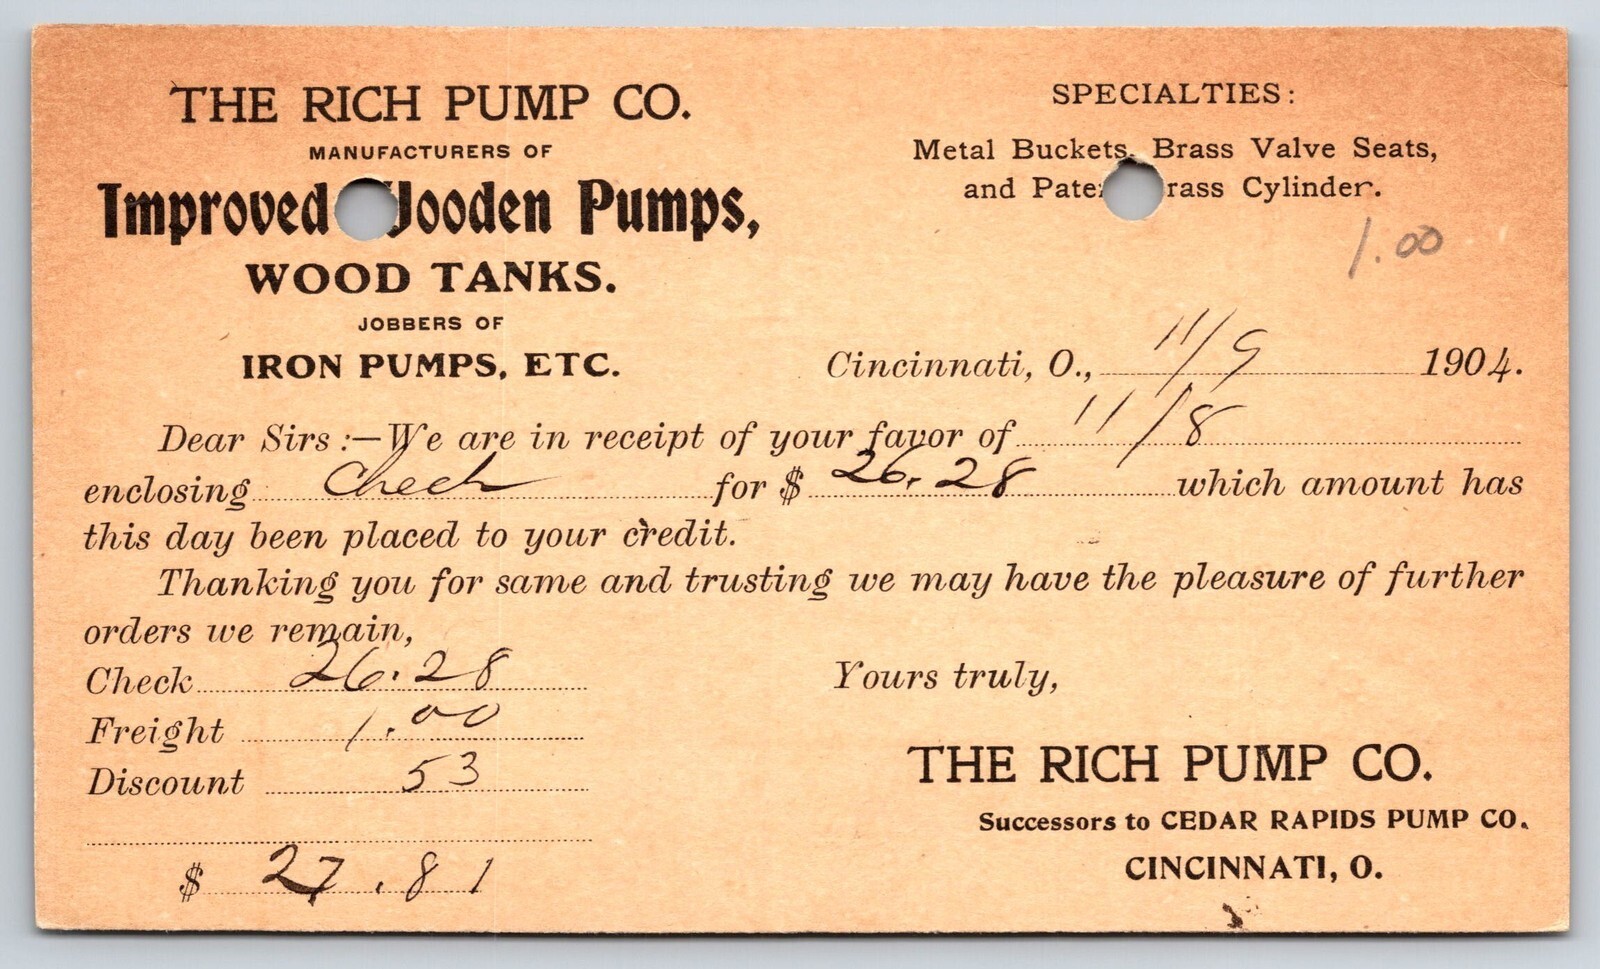 THE RICH PUMP CO.
MANUFACTURERS OF
Improved Wooden Pumps,
WOOD TANKS.
JOBBERS OF
IRON PUMPS, ETC.
SPECIALTIES:
Metal Buckets, Brass Valve Seats,
and Patent Brass Cylinder.
1.00
Cincinnati, O., 11/9 1904.
Dear Sirs:—We are in receipt of your favor of 11/8
enclosing Check for $ 26.28 which amount has
this day been placed to your credit.
Thanking you for same and trusting we may have the pleasure of further
orders we remain,
Check 26.28
Freight 1.00
Discount 53
$ 27.81
Yours truly,
THE RICH PUMP CO.
Successors to CEDAR RAPIDS PUMP CO.
CINCINNATI, O.